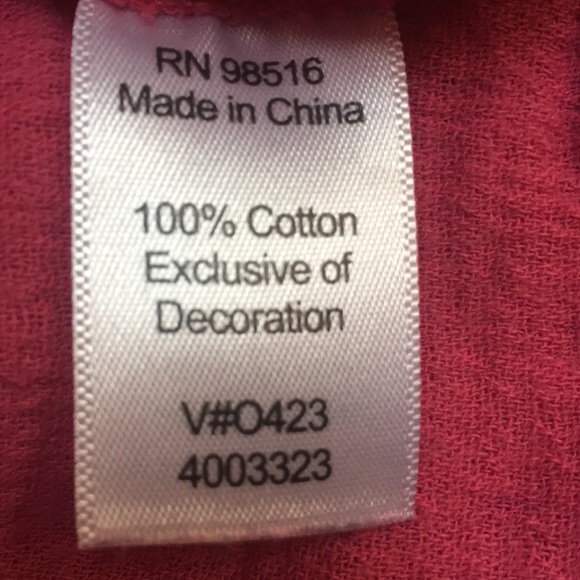 RN 98516
Made in China
100% Cotton
Exclusive of
Decoration
V#O423
4003323